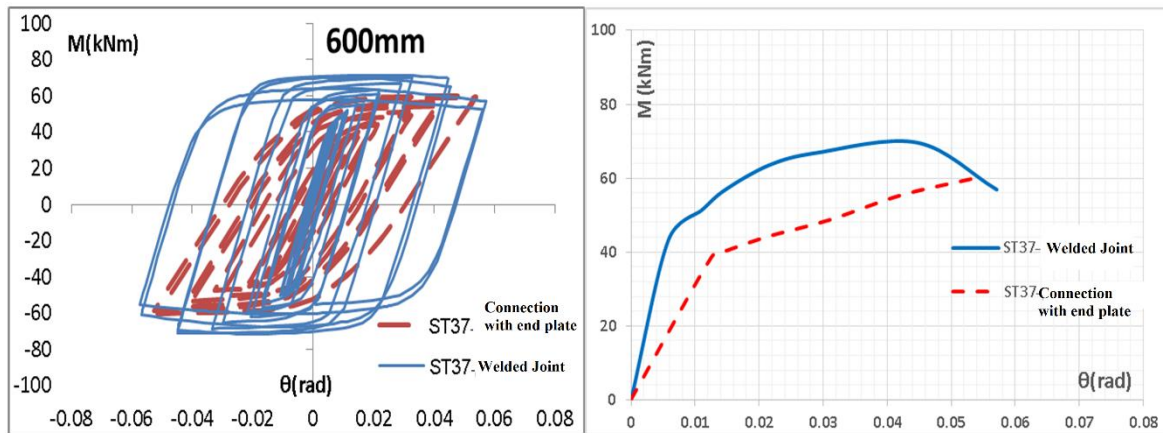 100
80
60
40
20
0
-20
-40
-60
-80
-100
M(kNm)
600mm
ST37-
Connection
with end plate
ST37-Welded Joint
θ(rad)
-0.08
-0.06
-0.04
-0.02
0
0.02
0.04
0.06
0.08
100
80
60
40
20
0
M (kNm)
ST37- Welded Joint
ST37-Connection
with end plate
θ(rad)
0
0.01
0.02
0.03
0.04
0.05
0.06
0.07
0.08